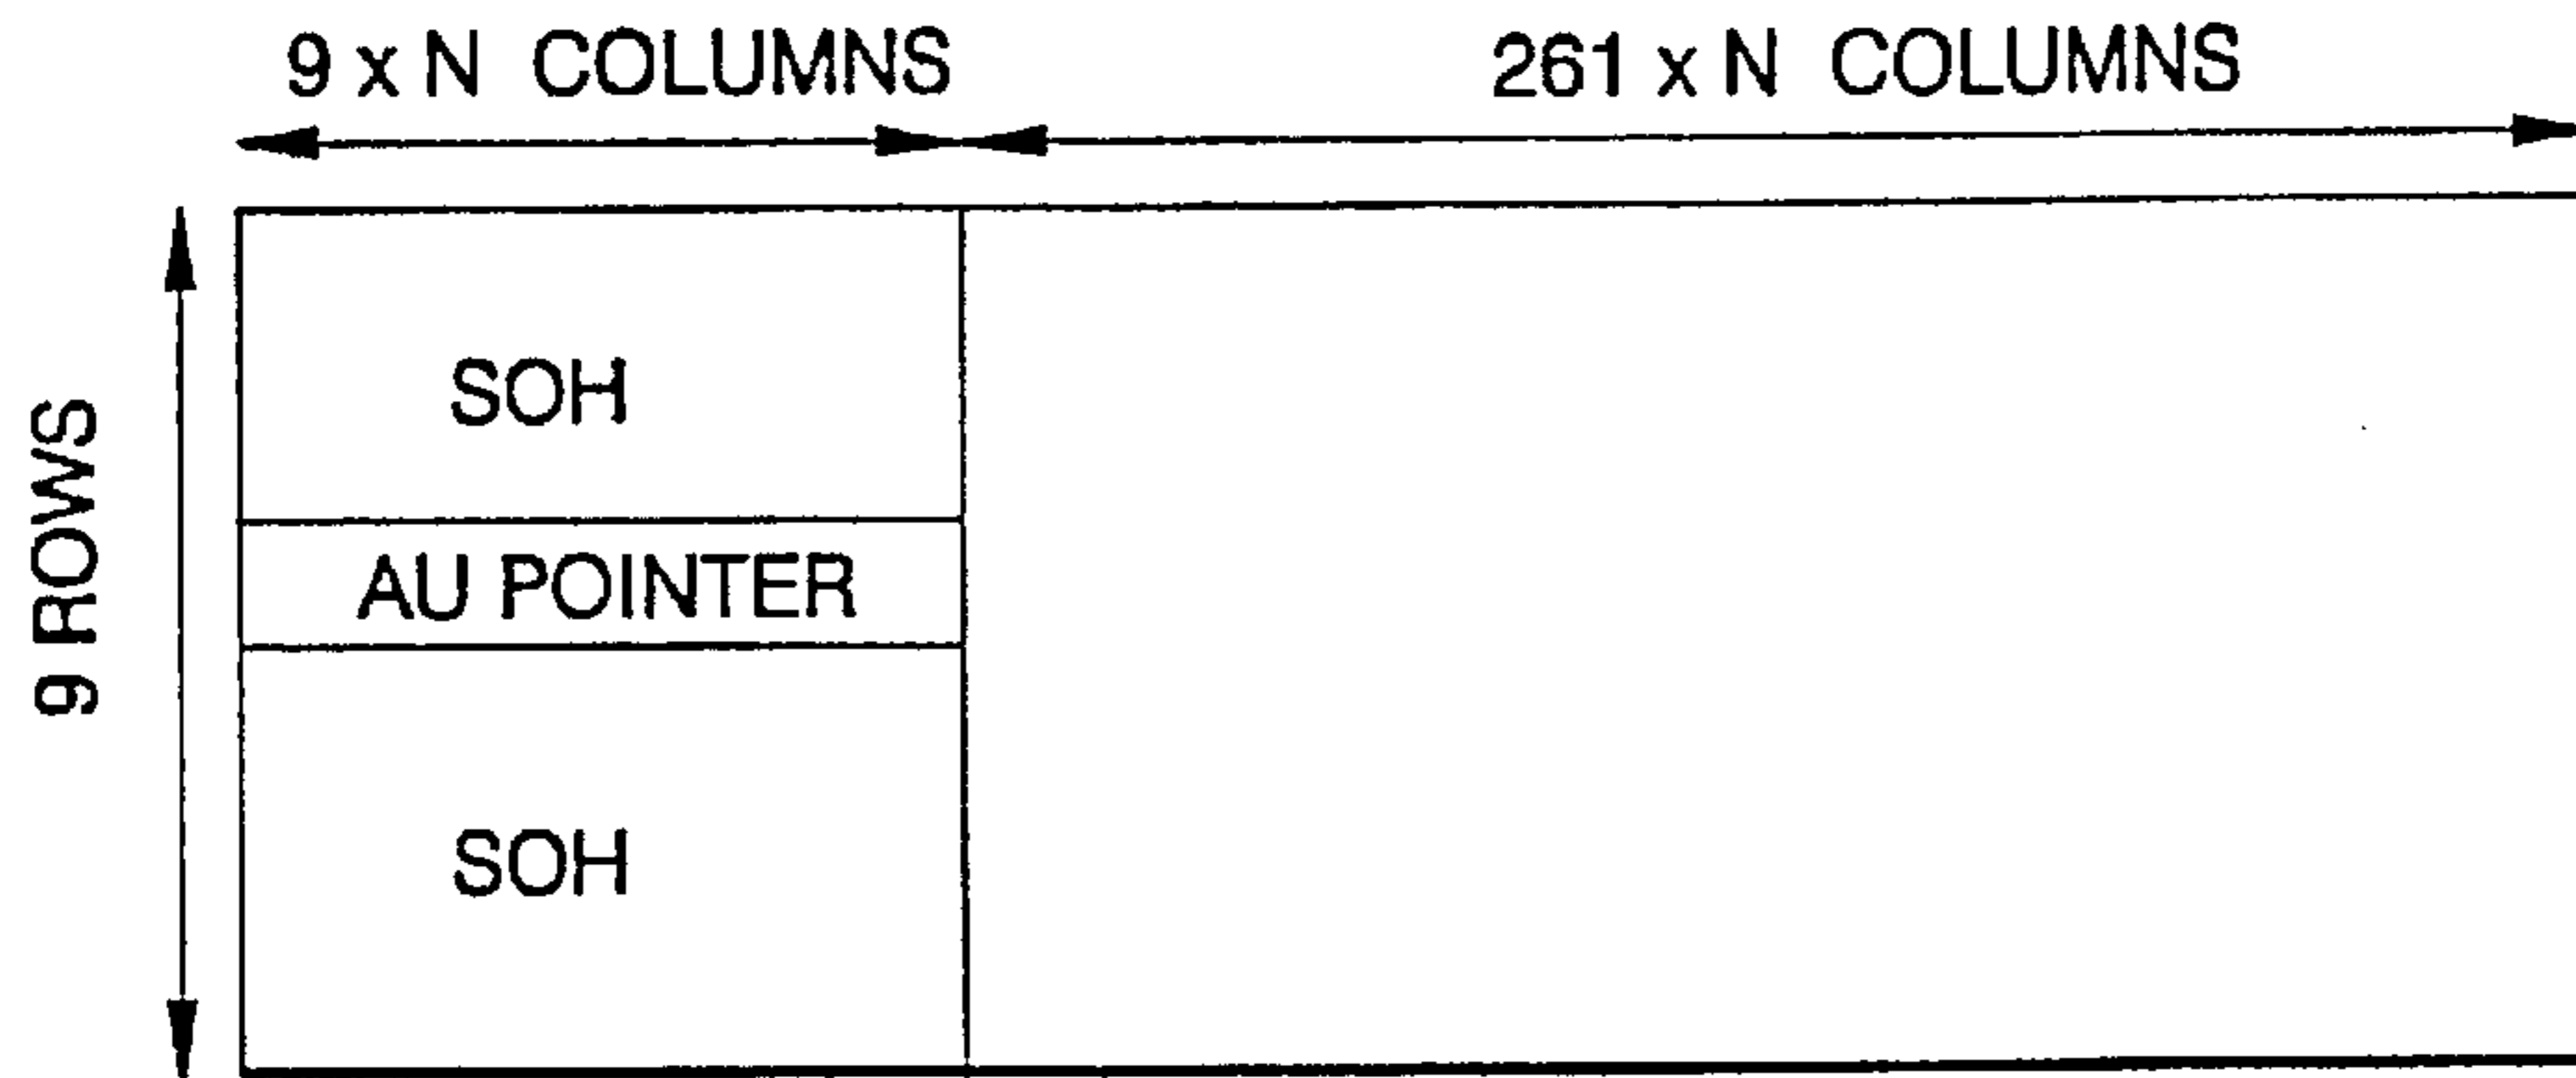 9 x N COLUMNS
261 x N COLUMNS
9 ROWS
SOH
AU POINTER
SOH